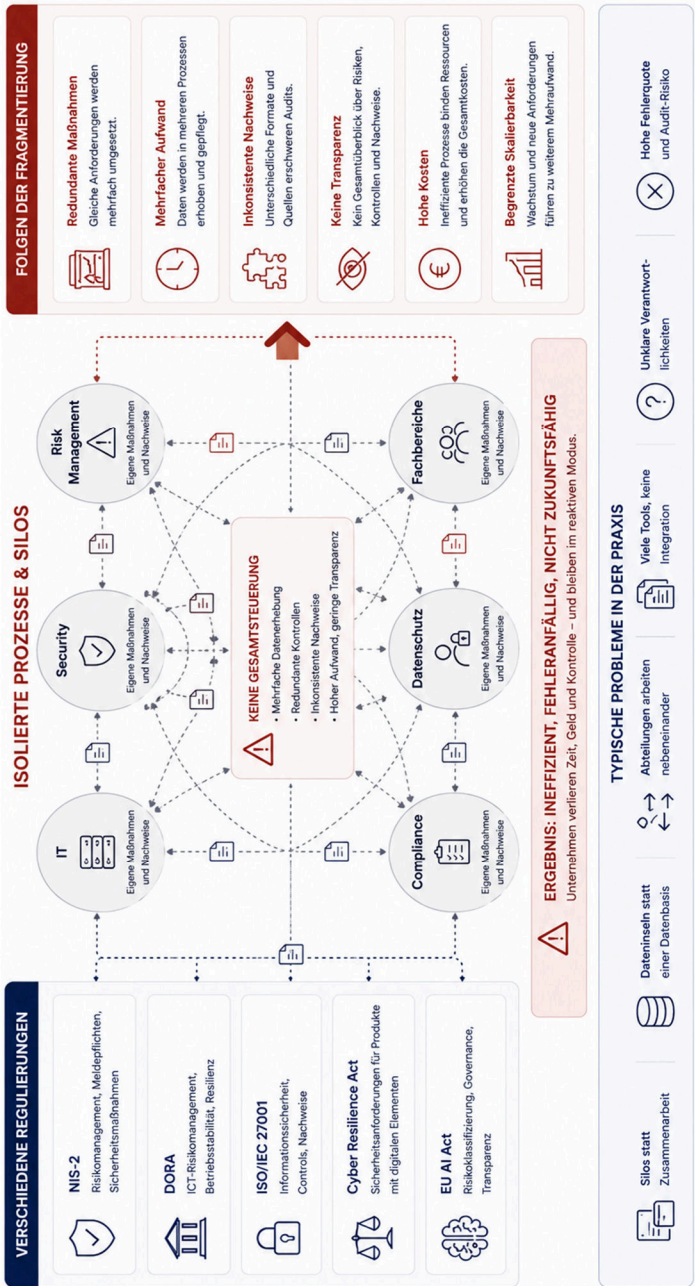 VERSCHIEDENE REGULIERUNGEN
NIS-2
Risikomanagement, Meldepflichten,
Sicherheitsmaßnahmen
DORA
ICT-Risikomanagement,
Betriebsstabilität, Resilienz
ISO/IEC 27001
Informationssicherheit,
Controls, Nachweise
Cyber Resilience Act
Sicherheitsanforderungen für Produkte
mit digitalen Elementen
EU AI Act
Risikoklassifizierung, Governance,
Transparenz
ISOLIERTE PROZESSE & SILOS
IT
Eigene Maßnahmen
und Nachweise
Security
Eigene Maßnahmen
und Nachweise
Risk
Management
Eigene Maßnahmen
und Nachweise
KEINE GESAMTSTEUERUNG
• Mehrfache Datenerhebung
• Redundante Kontrollen
• Inkonsistente Nachweise
• Hoher Aufwand, geringe Transparenz
Compliance
Eigene Maßnahmen
und Nachweise
Datenschutz
Eigene Maßnahmen
und Nachweise
Fachbereiche
Eigene Maßnahmen
und Nachweise
FOLGEN DER FRAGMENTIERUNG
Redundante Maßnahmen
Gleiche Anforderungen werden
mehrfach umgesetzt.
Mehrfacher Aufwand
Daten werden in mehreren Prozessen
erhoben und gepflegt.
Inkonsistente Nachweise
Unterschiedliche Formate und
Quellen erschweren Audits.
Keine Transparenz
Kein Gesamtüberblick über Risiken,
Kontrollen und Nachweise.
Hohe Kosten
€
Ineffiziente Prozesse binden Ressourcen
und erhöhen die Gesamtkosten.
Begrenzte Skalierbarkeit
Wachstum und neue Anforderungen
führen zu weiterem Mehraufwand.
ERGEBNIS: INEFFIZIENT, FEHLERANFÄLLIG, NICHT ZUKUNFTSFÄHIG
Unternehmen verlieren Zeit, Geld und Kontrolle – und bleiben im reaktiven Modus.
TYPISCHE PROBLEME IN DER PRAXIS
Silos statt
Zusammenarbeit
Dateninseln statt
einer Datenbasis
Abteilungen arbeiten
nebeneinander
Viele Tools, keine
Integration
?
Unklare Verantwort-
lichkeiten
Hohe Fehlerquote
und Audit-Risiko